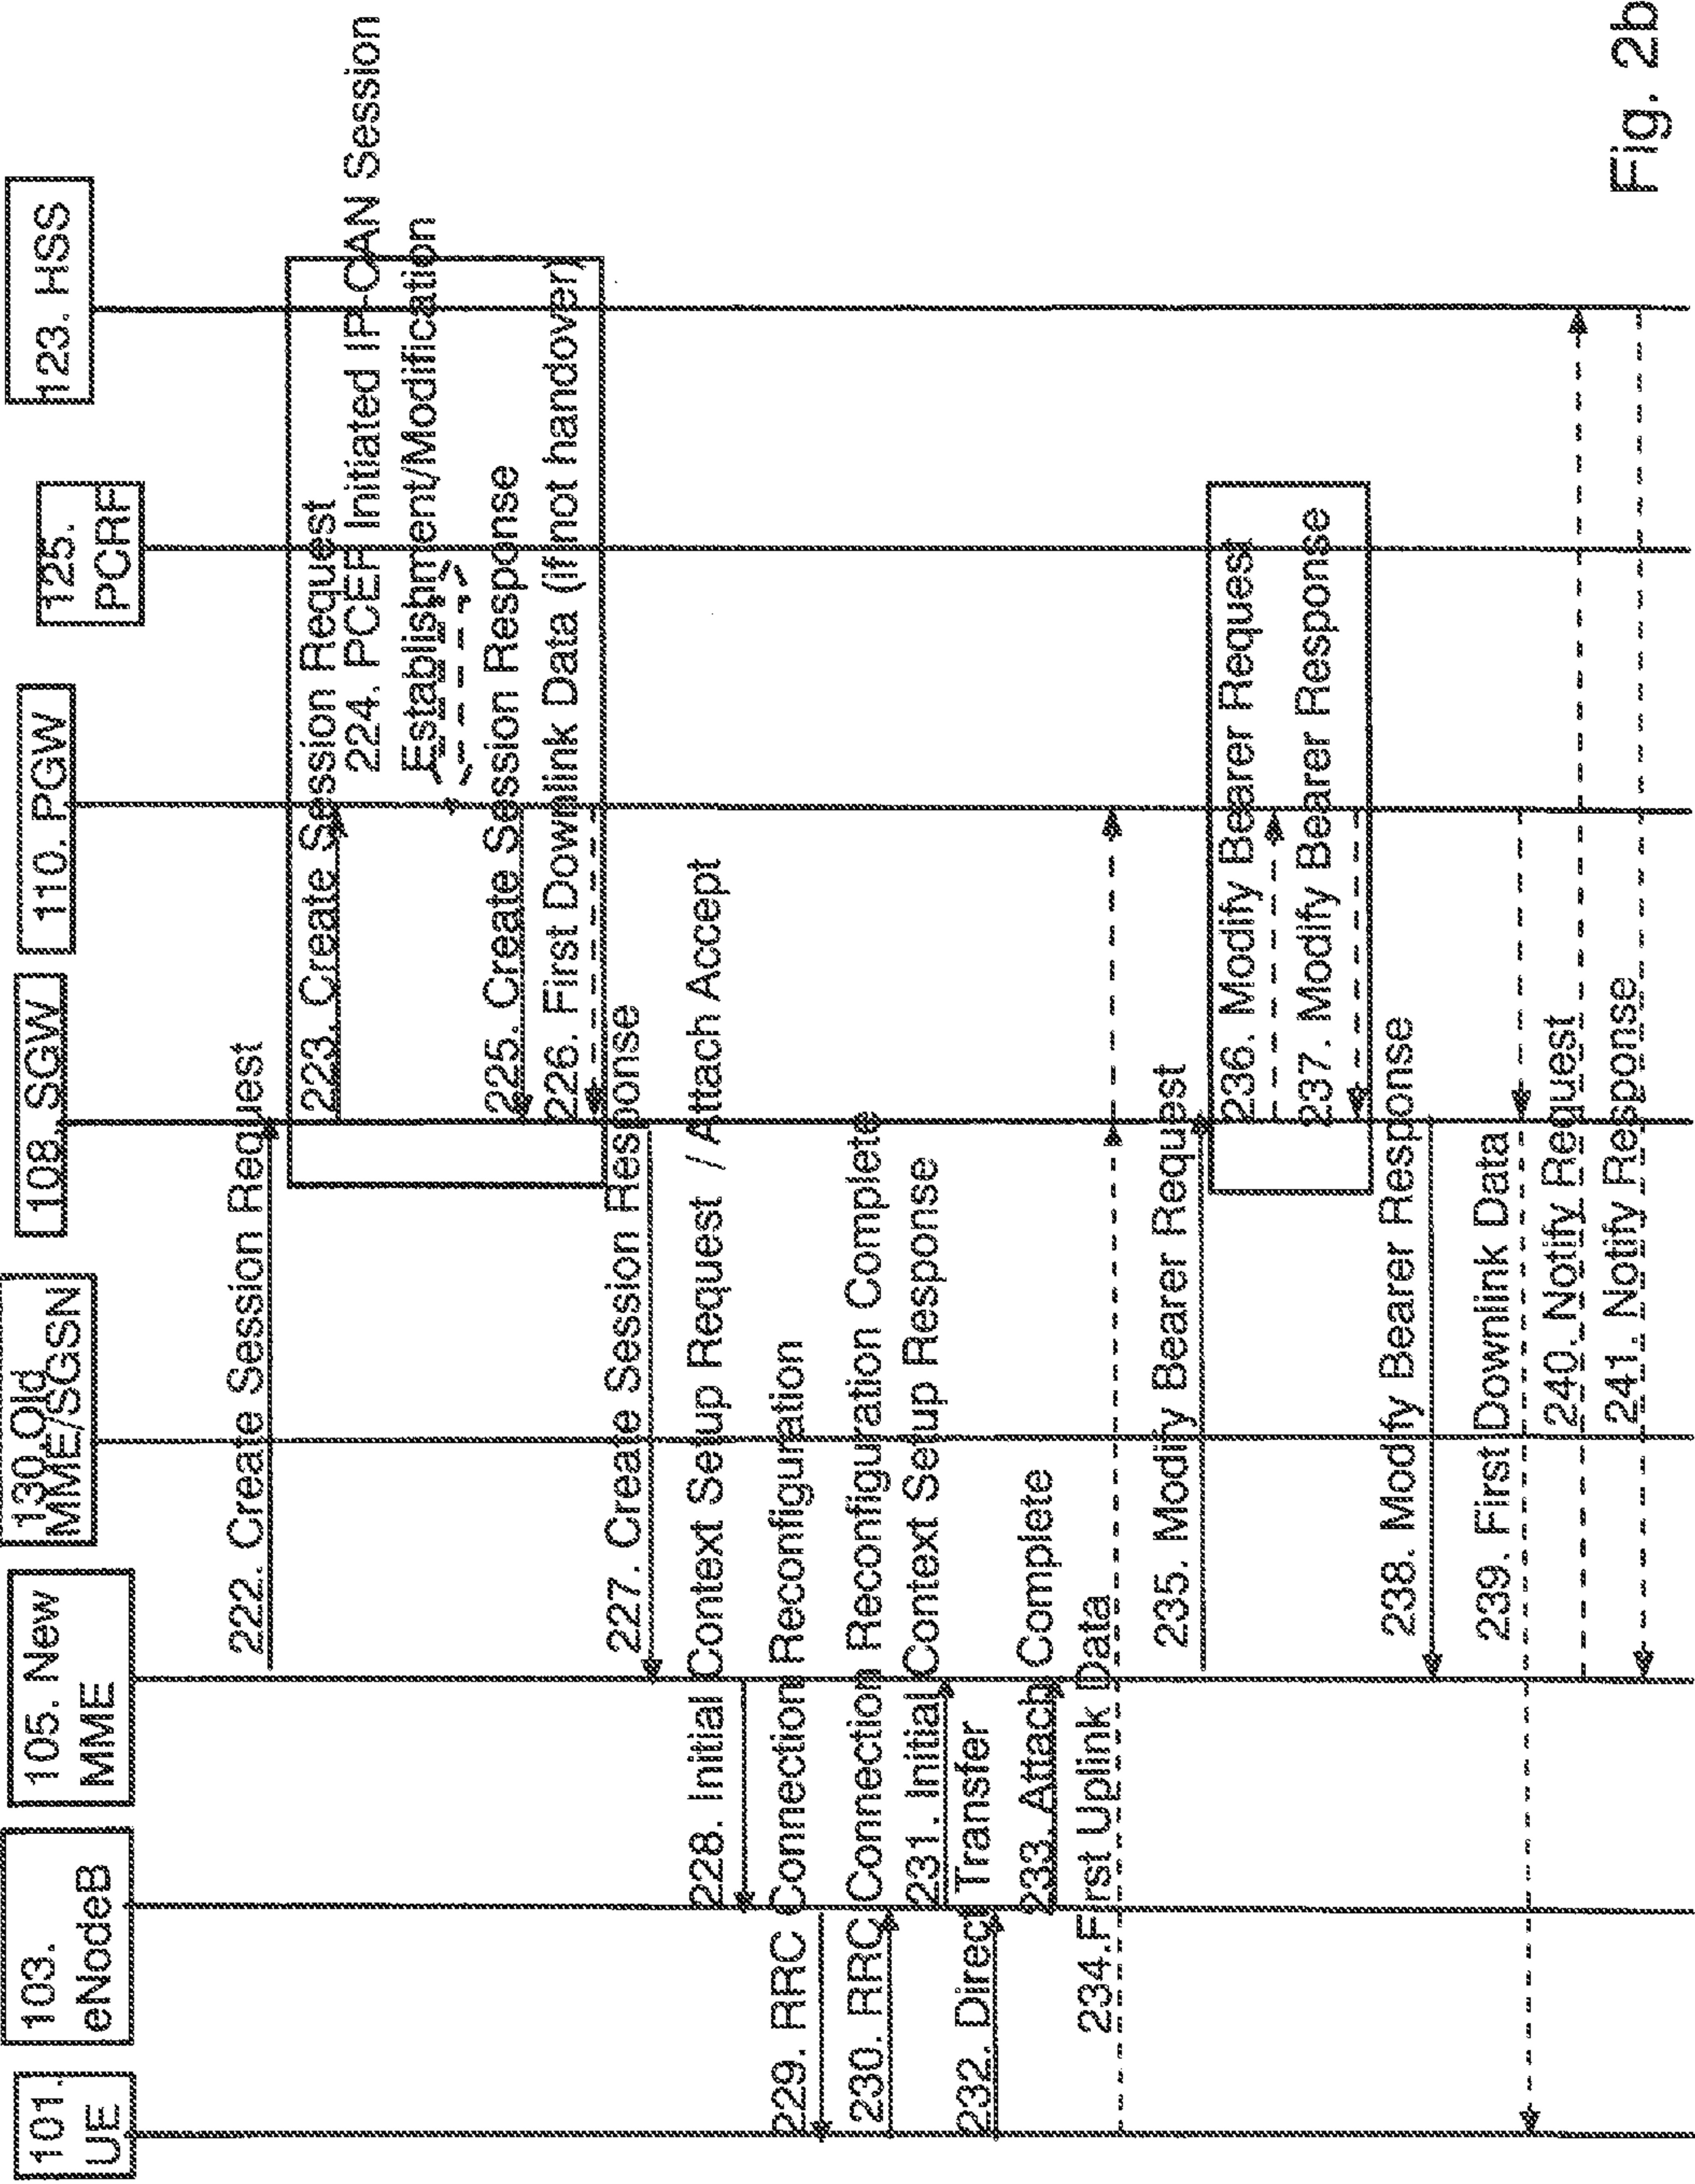 101.
UE
103.
eNodeB
105. New
MME
130.Old
MME/SGSN
108. SGW
110. PGW
125.
PCRF
123. HSS
222. Create Session Request
223. Create Session Request
224. PCEF Initiated IP-CAN Session
Establishment/Modification
225. Create Session Response
226. First Downlink Data (if not handover)
227. Create Session Response
228. Initial Context Setup Request / Attach Accept
229. RRC Connection Reconfiguration
230. RRC Connection Reconfiguration Complete
231. Initial Context Setup Response
232. Direct Transfer
233. Attach Complete
234.First Uplink Data
235. Modify Bearer Request
236. Modify Bearer Request
237. Modify Bearer Response
238. Modify Bearer Response
239. First Downlink Data
240. Notify Request
241. Notify Response
Fig. 2b